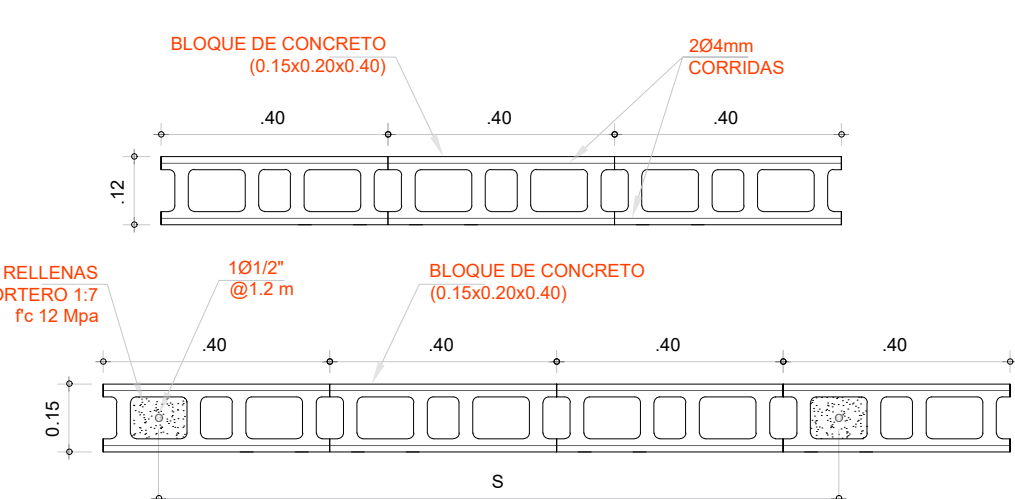 BLOQUE DE CONCRETO
(0.15x0.20x0.40)
2Ø4mm
CORRIDAS
.40
.40
.40
.12
RELLENAS
ORTERO 1:7
f'c 12 Mpa
1Ø1/2"
@1.2 m
BLOQUE DE CONCRETO
(0.15x0.20x0.40)
.40
.40
.40
.40
0.15
S